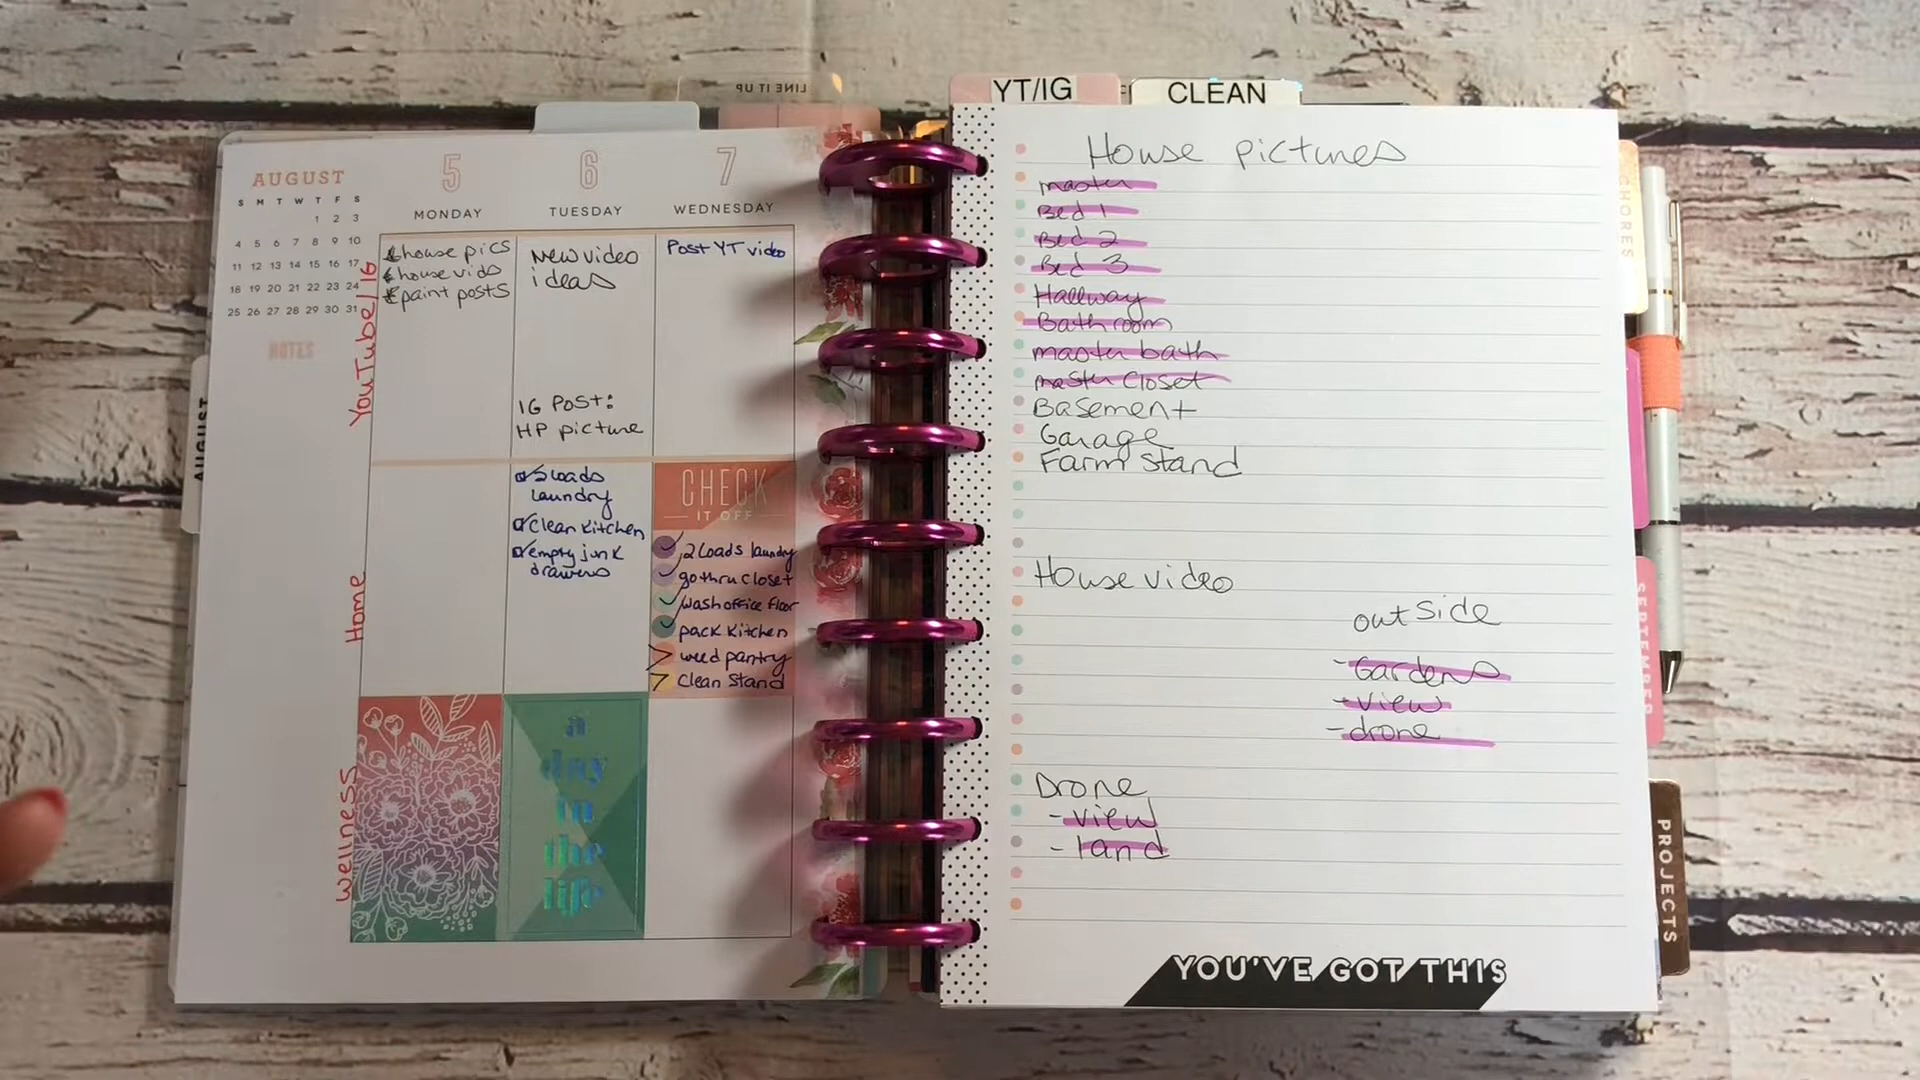 LINE IT UP
YT/IG
CLEAN
AUGUST
S M T W T F S
1 2 3
4 5 6 7 8 9 10
11 12 13 14 15 16 17
18 19 20 21 22 23 24
25 26 27 28 29 30 31
NOTES
AUGUST
5
MONDAY
6
TUESDAY
7
WEDNESDAY
YouTube/IG
house pics
house vids
paint posts
New video
ideas
IG Post:
HP picture
Post YT video
Home
5 loads
laundry
Clean Kitchen
empty junk
drawers
CHECK
IT OFF
2 Loads laundry
go thru closet
wash office floor
pack kitchen
weed pantry
Clean Stand
Wellness
a
day
in
the
life
House pictures
master
Bed 1
Bed 2
Bed 3
Hallway
Bathroom
master bath
master closet
Basement
Garage
Farm Stand
House video
outside
- Gardens
- view
- drone
Drone
- view
- land
YOU'VE GOT THIS
CHORES
SEPTEMBER
PROJECTS